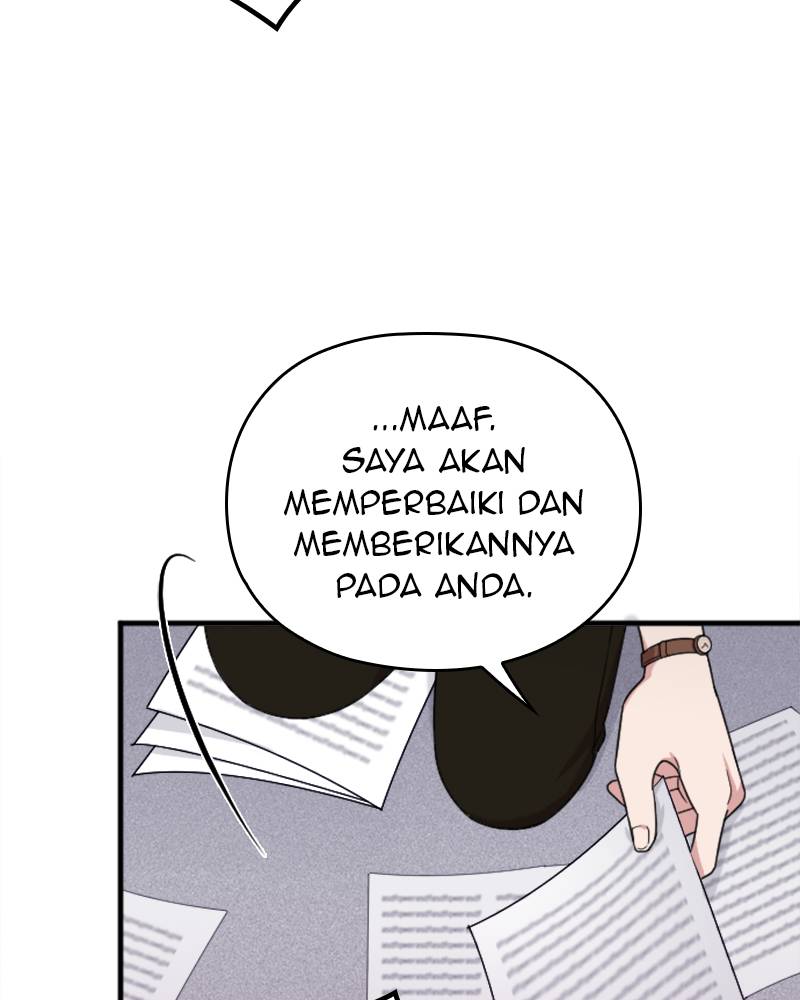 ...MAAF.
SAYA AKAN
MEMPERBAIKI DAN
MEMBERIKANNYA
PADA ANDA.